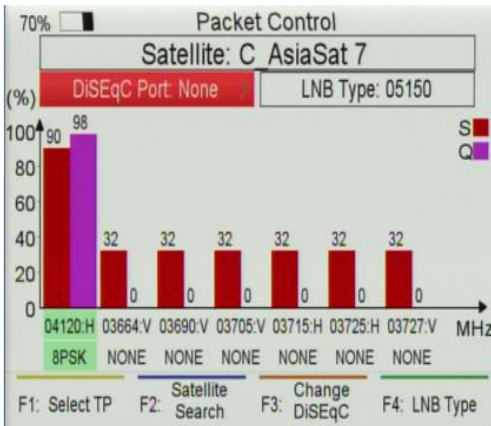 70% Packet Control
Satellite: C_AsiaSat 7
DiSEqC Port: None LNB Type: 05150
(%)
S
Q
100 90 98
80
60
40
32 0 32 0 32 0 32 0 32 0 32 0
20
0
04120:H 03664:V 03690:V 03705:V 03715:H 03725:H 03727:V MHz
8PSK NONE NONE NONE NONE NONE NONE
F1: Select TP F2: Satellite Search F3: Change DiSEqC F4: LNB Type